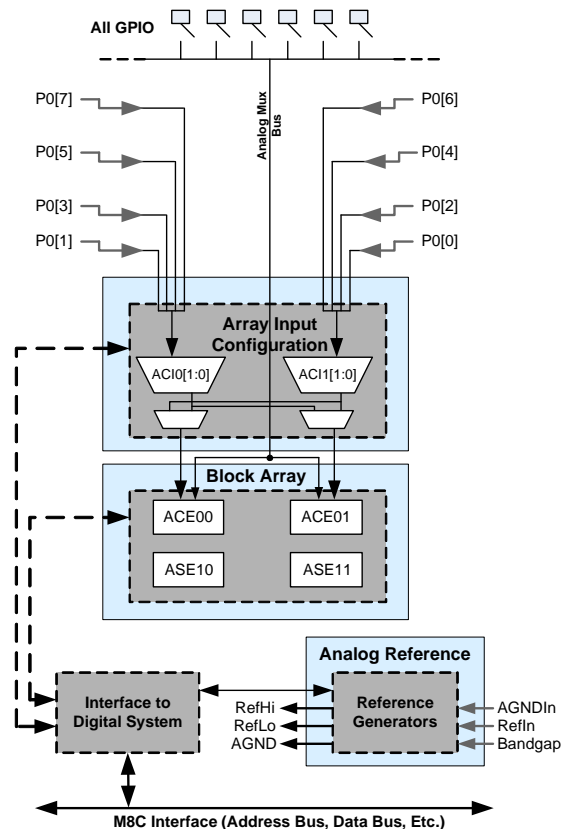 All GPIO
P0[7]
P0[6]
Analog Mux
Bus
P0[5]
P0[4]
P0[3]
P0[2]
P0[1]
P0[0]
Array Input
Configuration
ACI0[1:0]
ACI1[1:0]
Block Array
ACE00
ACE01
ASE10
ASE11
Analog Reference
Interface to
Digital System
RefHi
RefLo
AGND
Reference
Generators
AGNDIn
RefIn
Bandgap
M8C Interface (Address Bus, Data Bus, Etc.)